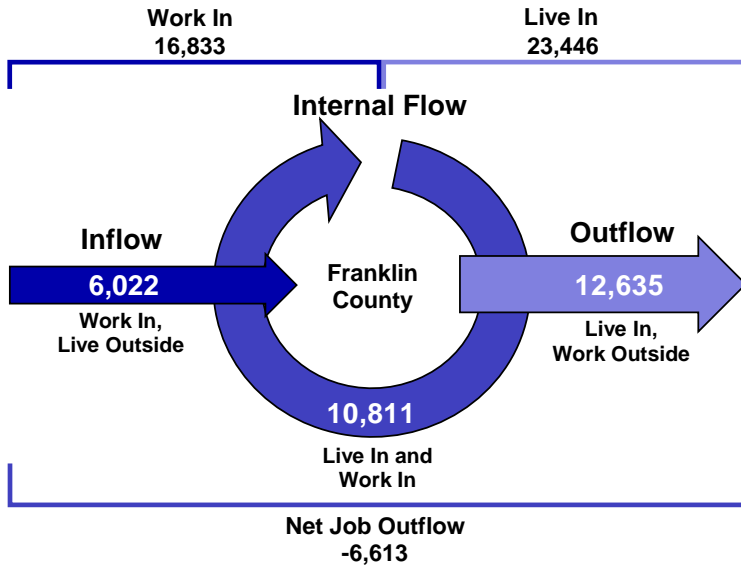 Work In
16,833
Live In
23,446
Internal Flow
Inflow
6,022
Work In,
Live Outside
Franklin
County
Outflow
12,635
Live In,
Work Outside
10,811
Live In and
Work In
Net Job Outflow
-6,613